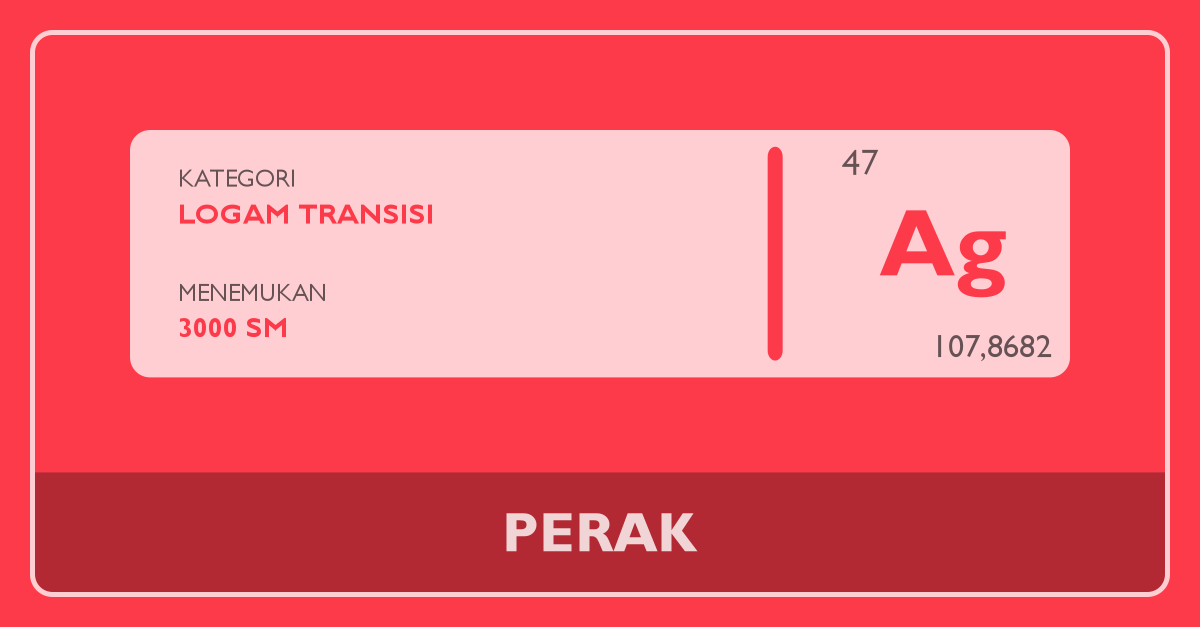 KATEGORI
LOGAM TRANSISI
MENEMUKAN
3000 SM
47
Ag
107,8682
PERAK